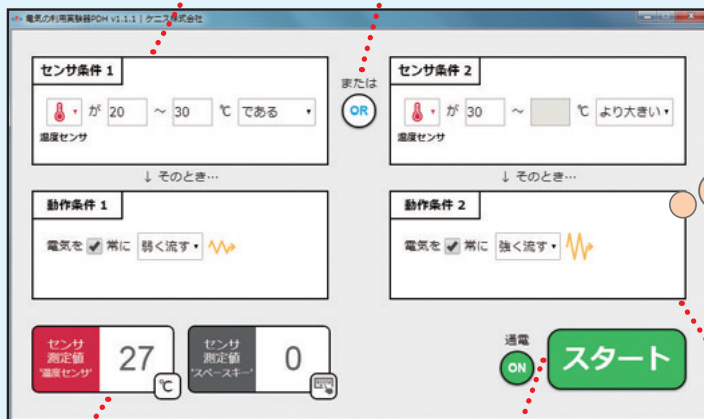 電気の利用実験器PDH v1.1.1 | ケニス株式会社
センサ条件 1
が 20 ～ 30 ℃ である
温度センサ
または
OR
センサ条件 2
が 30 ～ ℃ より大きい
温度センサ
↓ そのとき…
↓ そのとき…
動作条件 1
電気を 常に 弱く流す
動作条件 2
電気を 常に 強く流す
センサ
測定値
'温度センサ'
27
℃
センサ
測定値
'スペースキー'
0
通電
ON
スタート